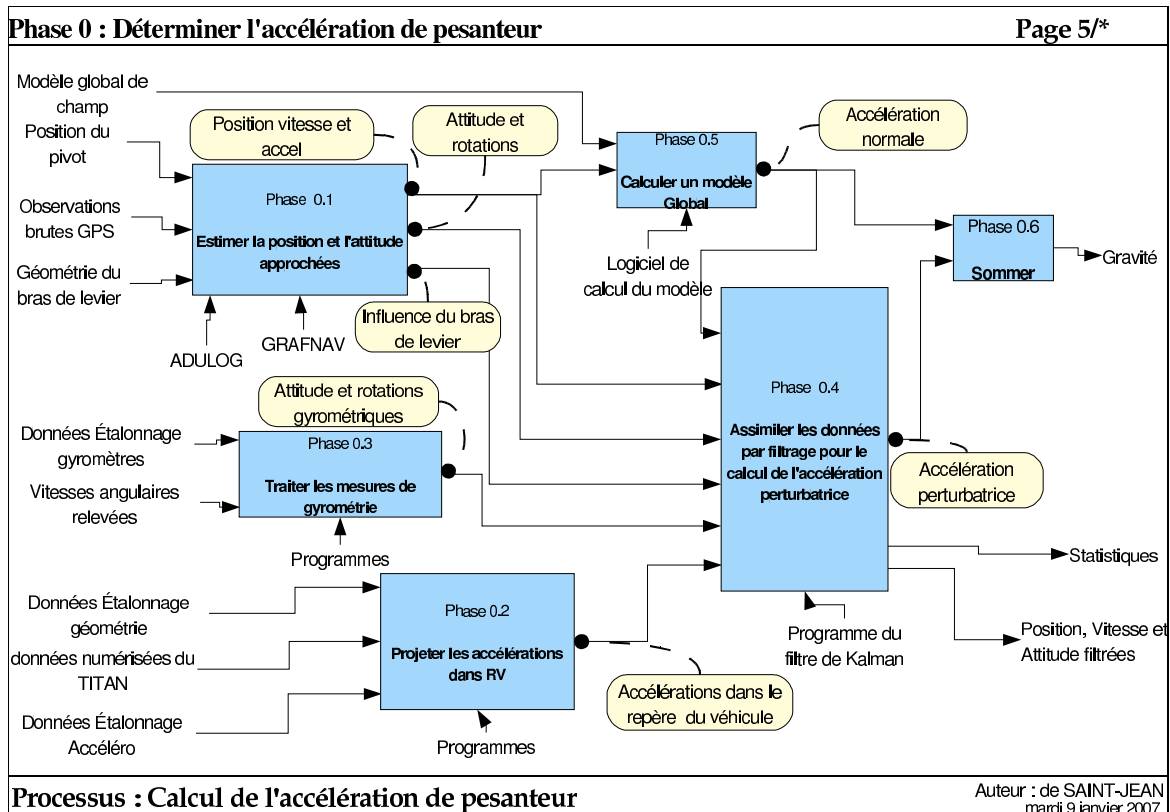 Phase 0 : Déterminer l'accélération de pesanteur
Page 5/*
Modèle global de
champ
Position du
pivot
Observations
brutes GPS
Géométrie du
bras de levier
Position vitesse et
accel
Attitude et
rotations
Phase 0.1
Estimer la position et l'attitude
approchées
ADULOG
GRAFNAV
Influence du bras
de levier
Phase 0.5
Calculer un modèle
Global
Logiciel de
calcul du modèle
Accélération
normale
Phase 0.6
Sommer
Gravité
Attitude et rotations
gyrométriques
Données Étalonnage
gyromètres
Vitesses angulaires
relevées
Phase 0.3
Traiter les mesures de
gyrométrie
Programmes
Phase 0.4
Assimiler les données
par filtrage pour le
calcul de l'accélération
perturbatrice
Accélération
perturbatrice
Programme du
filtre de Kalman
Statistiques
Position, Vitesse et
Attitude filtrées
Données Étalonnage
géométrie
données numérisées du
TITAN
Données Étalonnage
Accéléro
Phase 0.2
Projeter les accélérations
dans RV
Programmes
Accélérations dans le
repère du véhicule
Processus : Calcul de l'accélération de pesanteur
Auteur : de SAINT-JEAN
mardi 9 janvier 2007